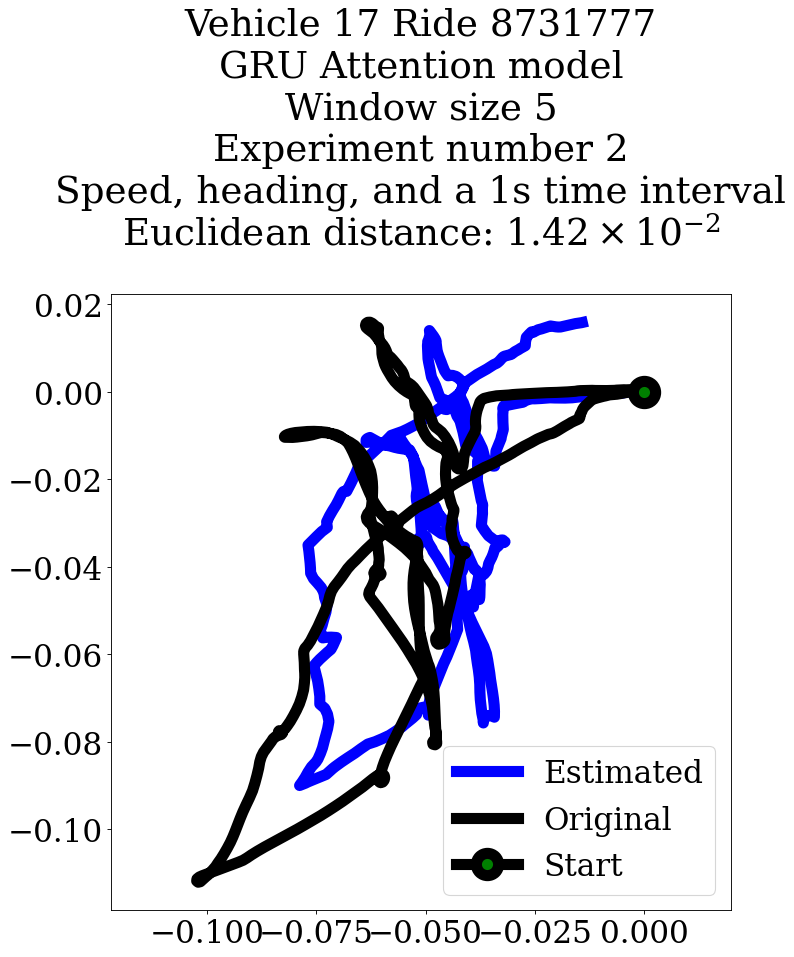 Vehicle 17 Ride 8731777
GRU Attention model
Window size 5
Experiment number 2
Speed, heading, and a 1s time interval
Euclidean distance: 1.42 × 10⁻²
0.02
0.00
−0.02
−0.04
−0.06
−0.08
−0.10
Estimated
Original
Start
−0.100 −0.075 −0.050 −0.025 0.000